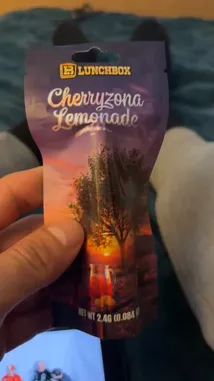 LUNCHBOX
Cherryzona
Lemonade
NET WT 2.4G (0.084